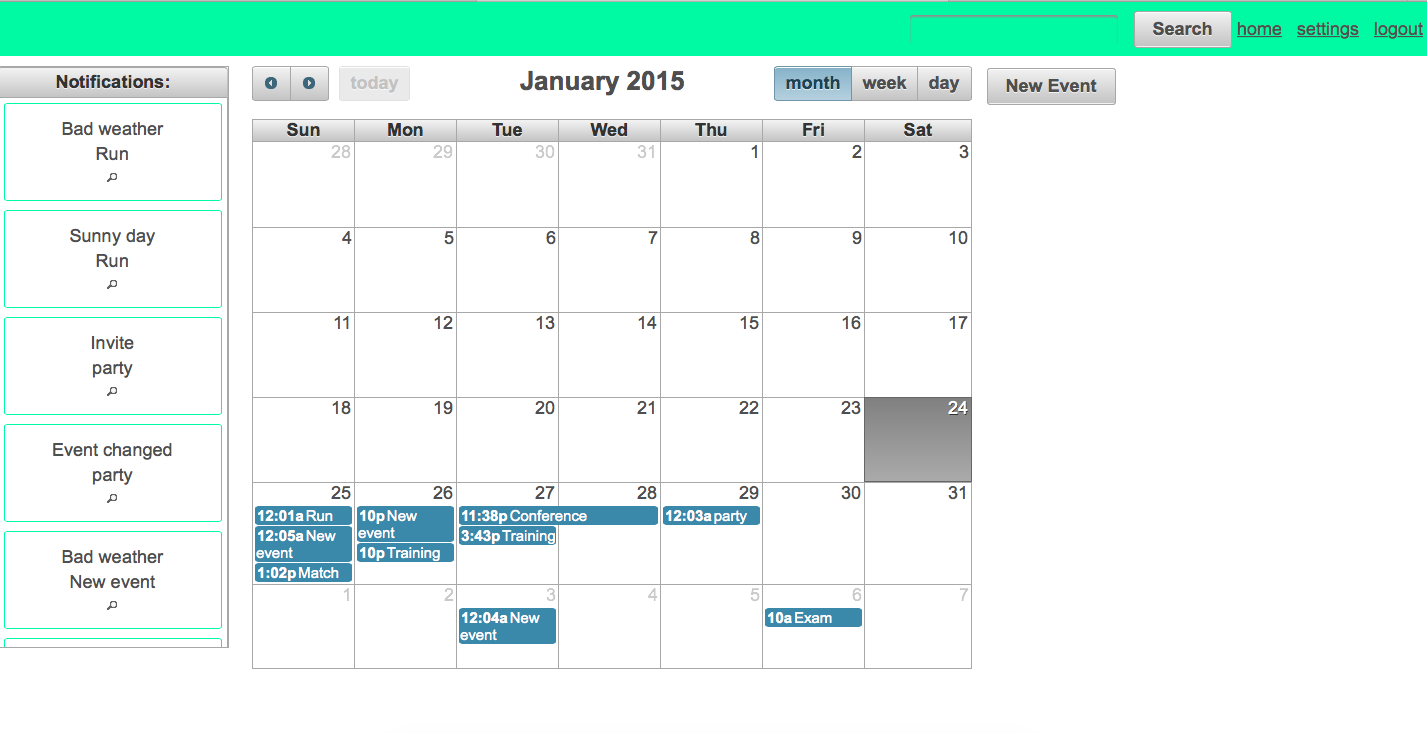 Search home settings logout
Notifications:
Bad weather
Run
Sunny day
Run
Invite
party
Event changed
party
Bad weather
New event
today January 2015 month week day New Event
Sun Mon Tue Wed Thu Fri Sat
28 29 30 31 1 2 3
4 5 6 7 8 9 10
11 12 13 14 15 16 17
18 19 20 21 22 23 24
25 26 27 28 29 30 31
12:01a Run
12:05a New
event
1:02p Match
10p New
event
10p Training
11:38p Conference
3:43p Training
12:03a party
1 2 3 4 5 6 7
12:04a New
event
10a Exam